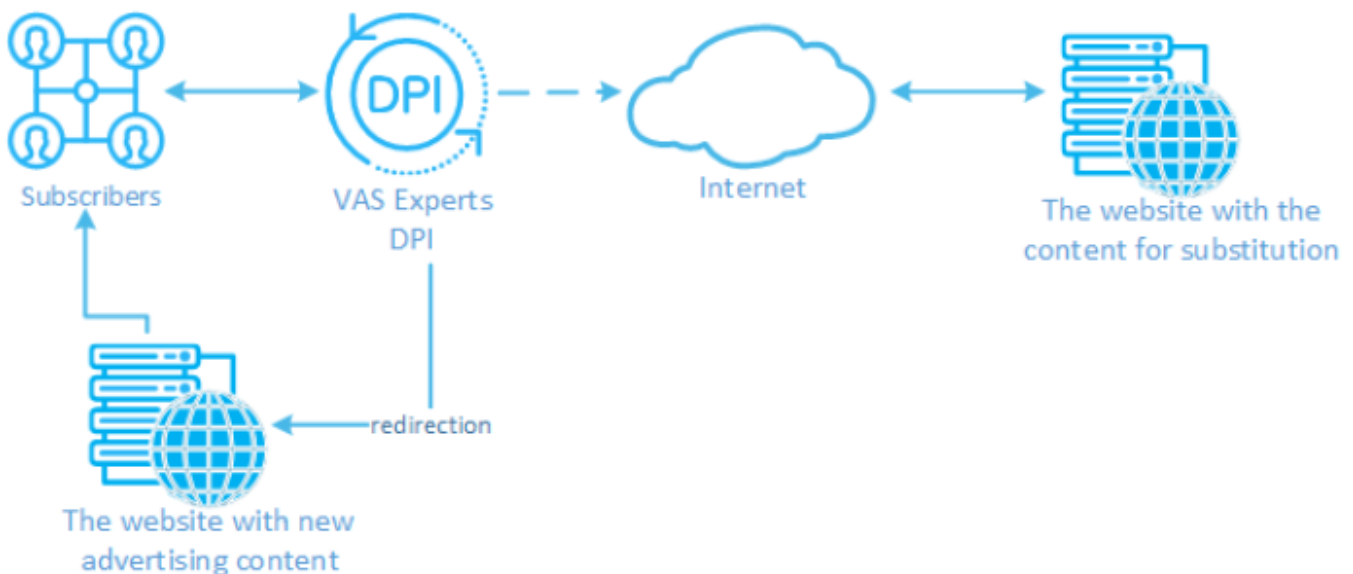 DPI
Subscribers
VAS Experts
DPI
Internet
The website with the
content for substitution
redirection
The website with new
advertising content